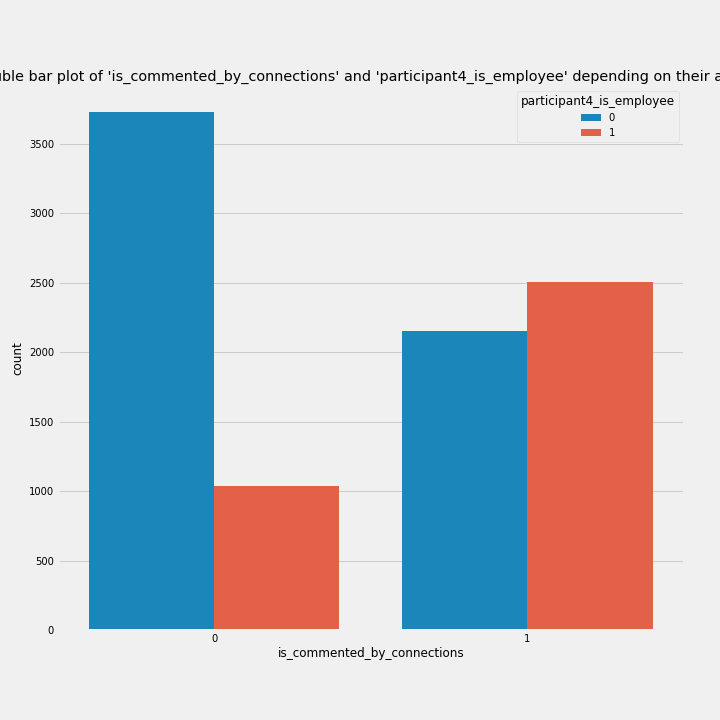 of 'is_commented_by_connections' and 'participant4_is_employee' depending on their
bar plot
participant4_is_employee
0
1
3500
3000
2500
2000
1500
1000
500
0
count
0 1
is_commented_by_connections